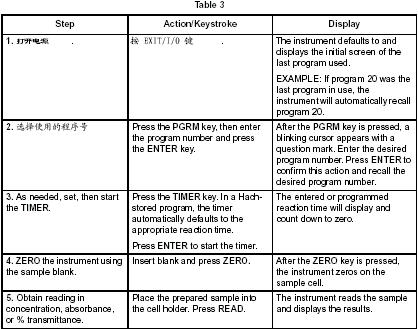 Table 3
Step
Action/Keystroke
Display
1. 打开电源 .
按 EXIT/I/O 键 .
The instrument defaults to and
displays the initial screen of the
last program used.
EXAMPLE: If program 20 was the
last program in use, the
instrument will automatically recall
program 20.
2. 选择使用的程序号
Press the PGRM key, then enter
the program number and press
the ENTER key.
After the PGRM key is pressed, a
blinking cursor appears with a
question mark. Enter the desired
program number. Press ENTER to
confirm this action and recall the
desired program number.
3. As needed, set, then start
the TIMER.
Press the TIMER key. In a Hach-
stored program, the timer
automatically defaults to the
appropriate reaction time.
Press ENTER to start the timer.
The entered or programmed
reaction time will display and
count down to zero.
4. ZERO the instrument using
the sample blank.
Insert blank and press ZERO.
After the ZERO key is pressed,
the instrument zeros on the
sample cell.
5. Obtain reading in
concentration, absorbance,
or % transmittance.
Place the prepared sample into
the cell holder. Press READ.
The instrument reads the sample
and displays the results.